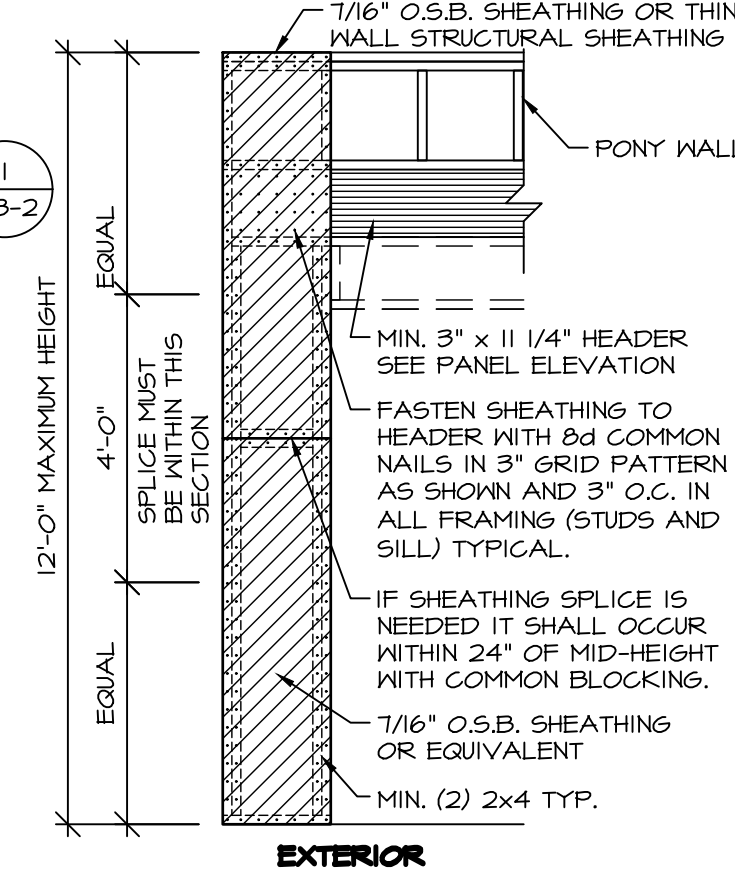 7/16" O.S.B. SHEATHING OR THIN
WALL STRUCTURAL SHEATHING
PONY WALL
1
3-2
EQUAL
12'-0" MAXIMUM HEIGHT
4'-0"
SPLICE MUST
BE WITHIN THIS
SECTION
EQUAL
MIN. 3" x 11 1/4" HEADER
SEE PANEL ELEVATION
FASTEN SHEATHING TO
HEADER WITH 8d COMMON
NAILS IN 3" GRID PATTERN
AS SHOWN AND 3" O.C. IN
ALL FRAMING (STUDS AND
SILL) TYPICAL.
IF SHEATHING SPLICE IS
NEEDED IT SHALL OCCUR
WITHIN 24" OF MID-HEIGHT
WITH COMMON BLOCKING.
7/16" O.S.B. SHEATHING
OR EQUIVALENT
MIN. (2) 2x4 TYP.
EXTERIOR